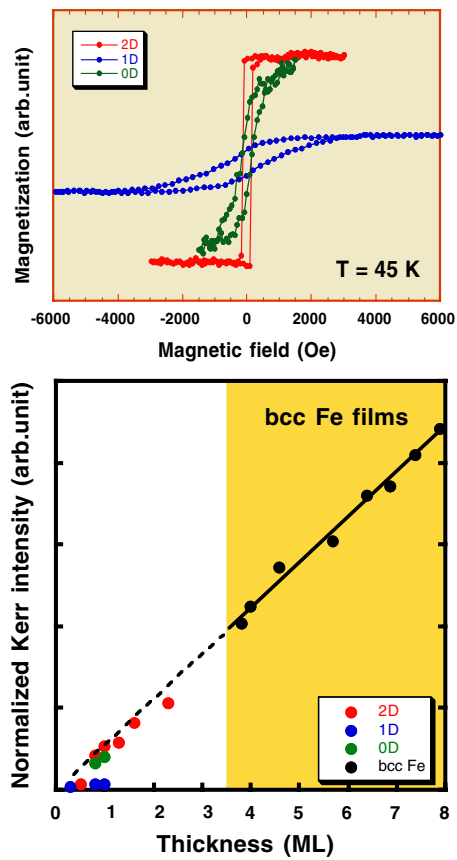 2D
1D
0D
Magnetization (arb.unit)
T = 45 K
-6000 -4000 -2000 0 2000 4000 6000
Magnetic field (Oe)
bcc Fe films
Normalized Kerr intensity (arb.unit)
2D
1D
0D
bcc Fe
0 1 2 3 4 5 6 7 8
Thickness (ML)